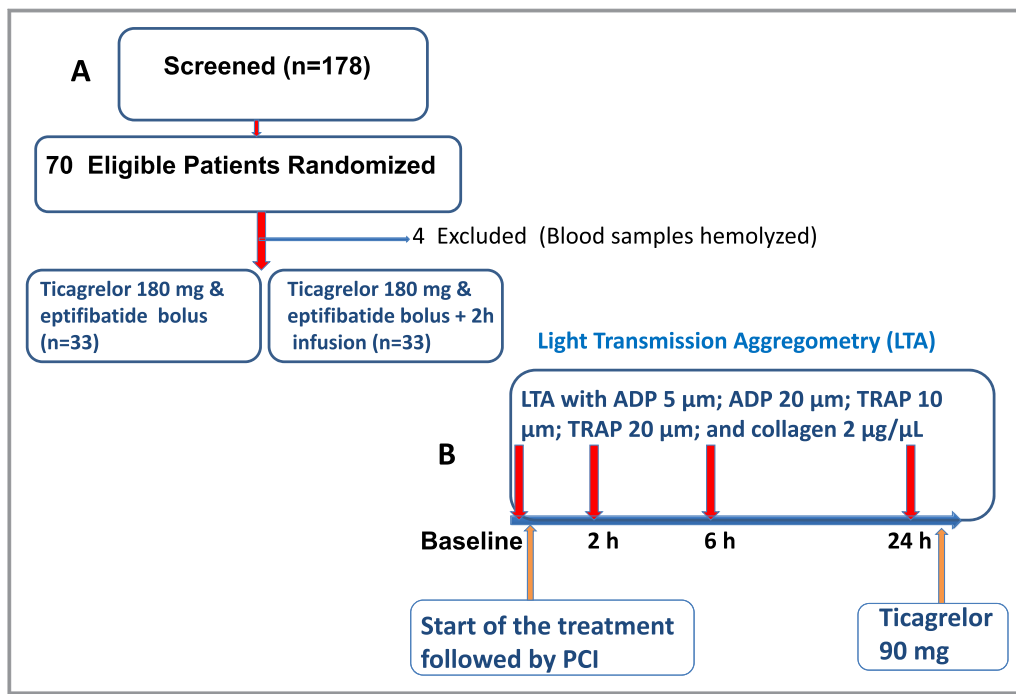 A
Screened (n=178)
70 Eligible Patients Randomized
4 Excluded (Blood samples hemolyzed)
Ticagrelor 180 mg &
eptifibatide bolus
(n=33)
Ticagrelor 180 mg &
eptifibatide bolus + 2h
infusion (n=33)
Light Transmission Aggregometry (LTA)
LTA with ADP 5 µm; ADP 20 µm; TRAP 10
µm; TRAP 20 µm; and collagen 2 µg/µL
B
Baseline
2 h
6 h
24 h
Start of the treatment
followed by PCI
Ticagrelor
90 mg